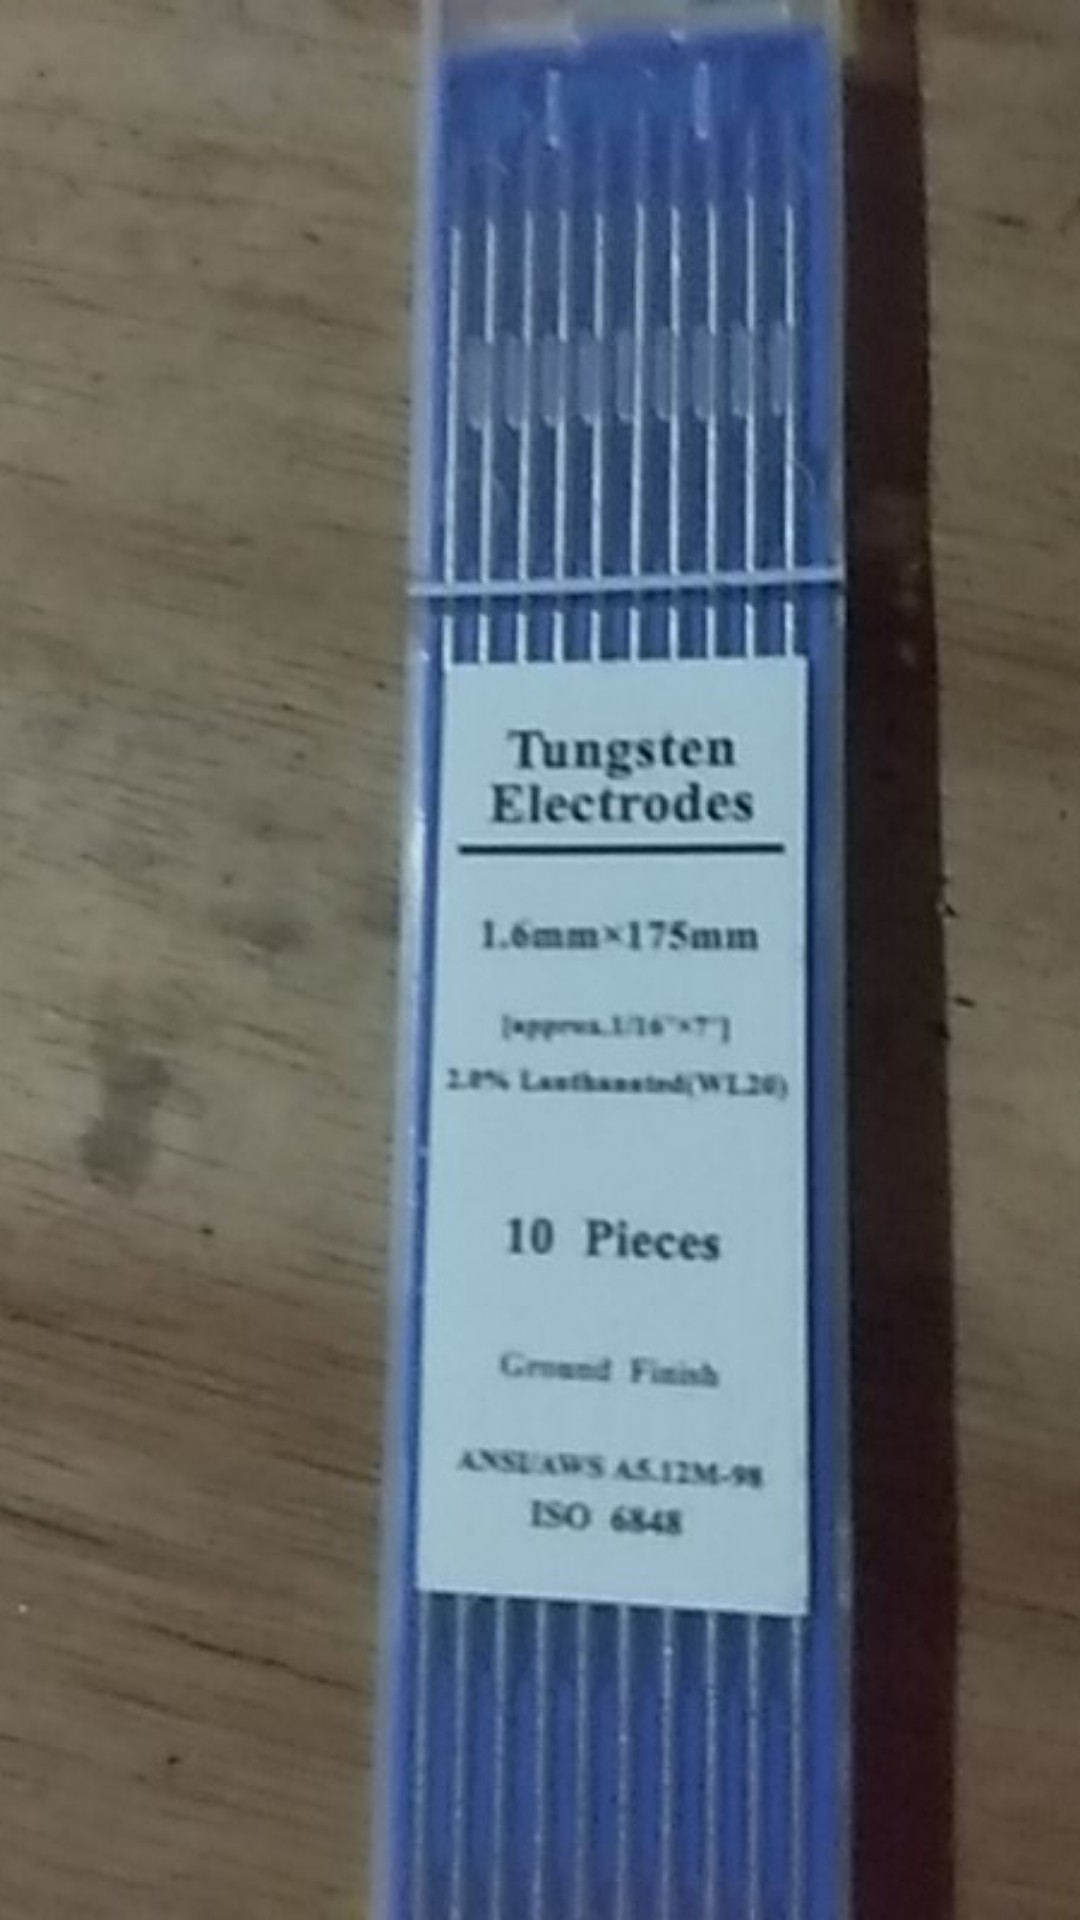 Tungsten
Electrodes
1.6mm×175mm
[approx.1/16"×7"]
2.0% Lanthanated(WL20)
10 Pieces
Ground Finish
ANSI/AWS A5.12M-98
ISO 6848